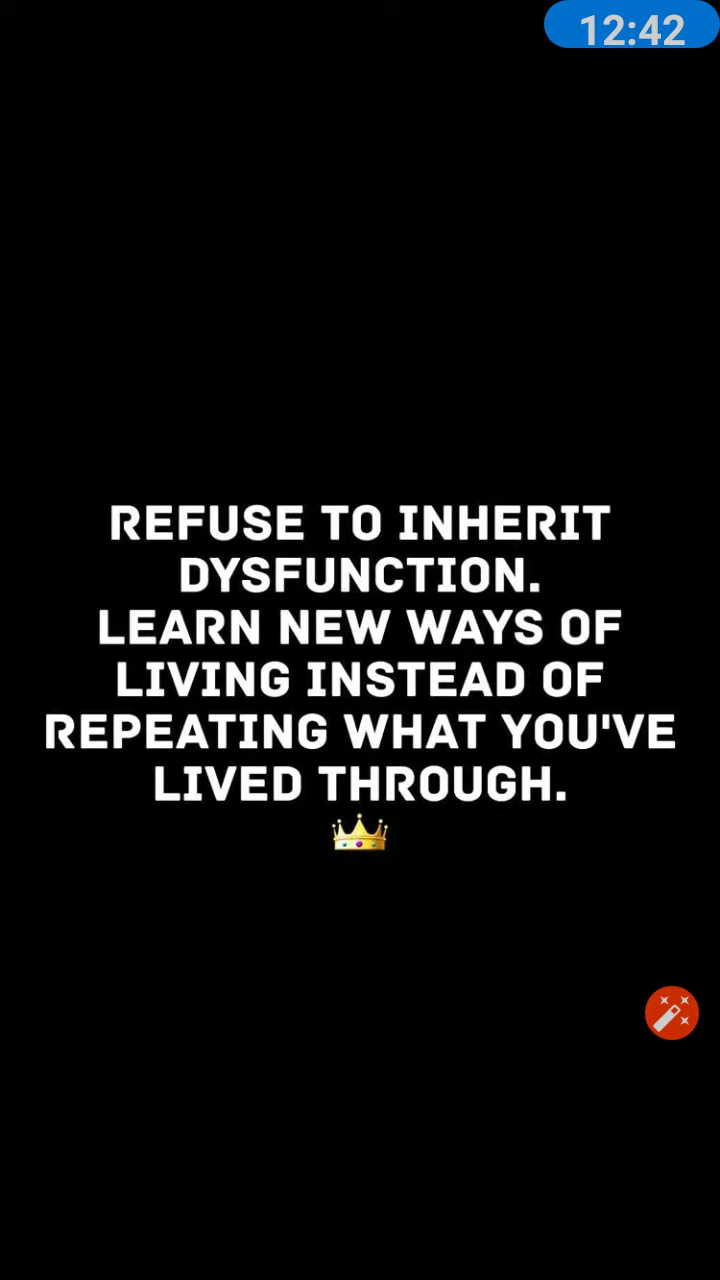 12:42
REFUSE TO INHERIT
DYSFUNCTION.
LEARN NEW WAYS OF
LIVING INSTEAD OF
REPEATING WHAT YOU'VE
LIVED THROUGH.
👑